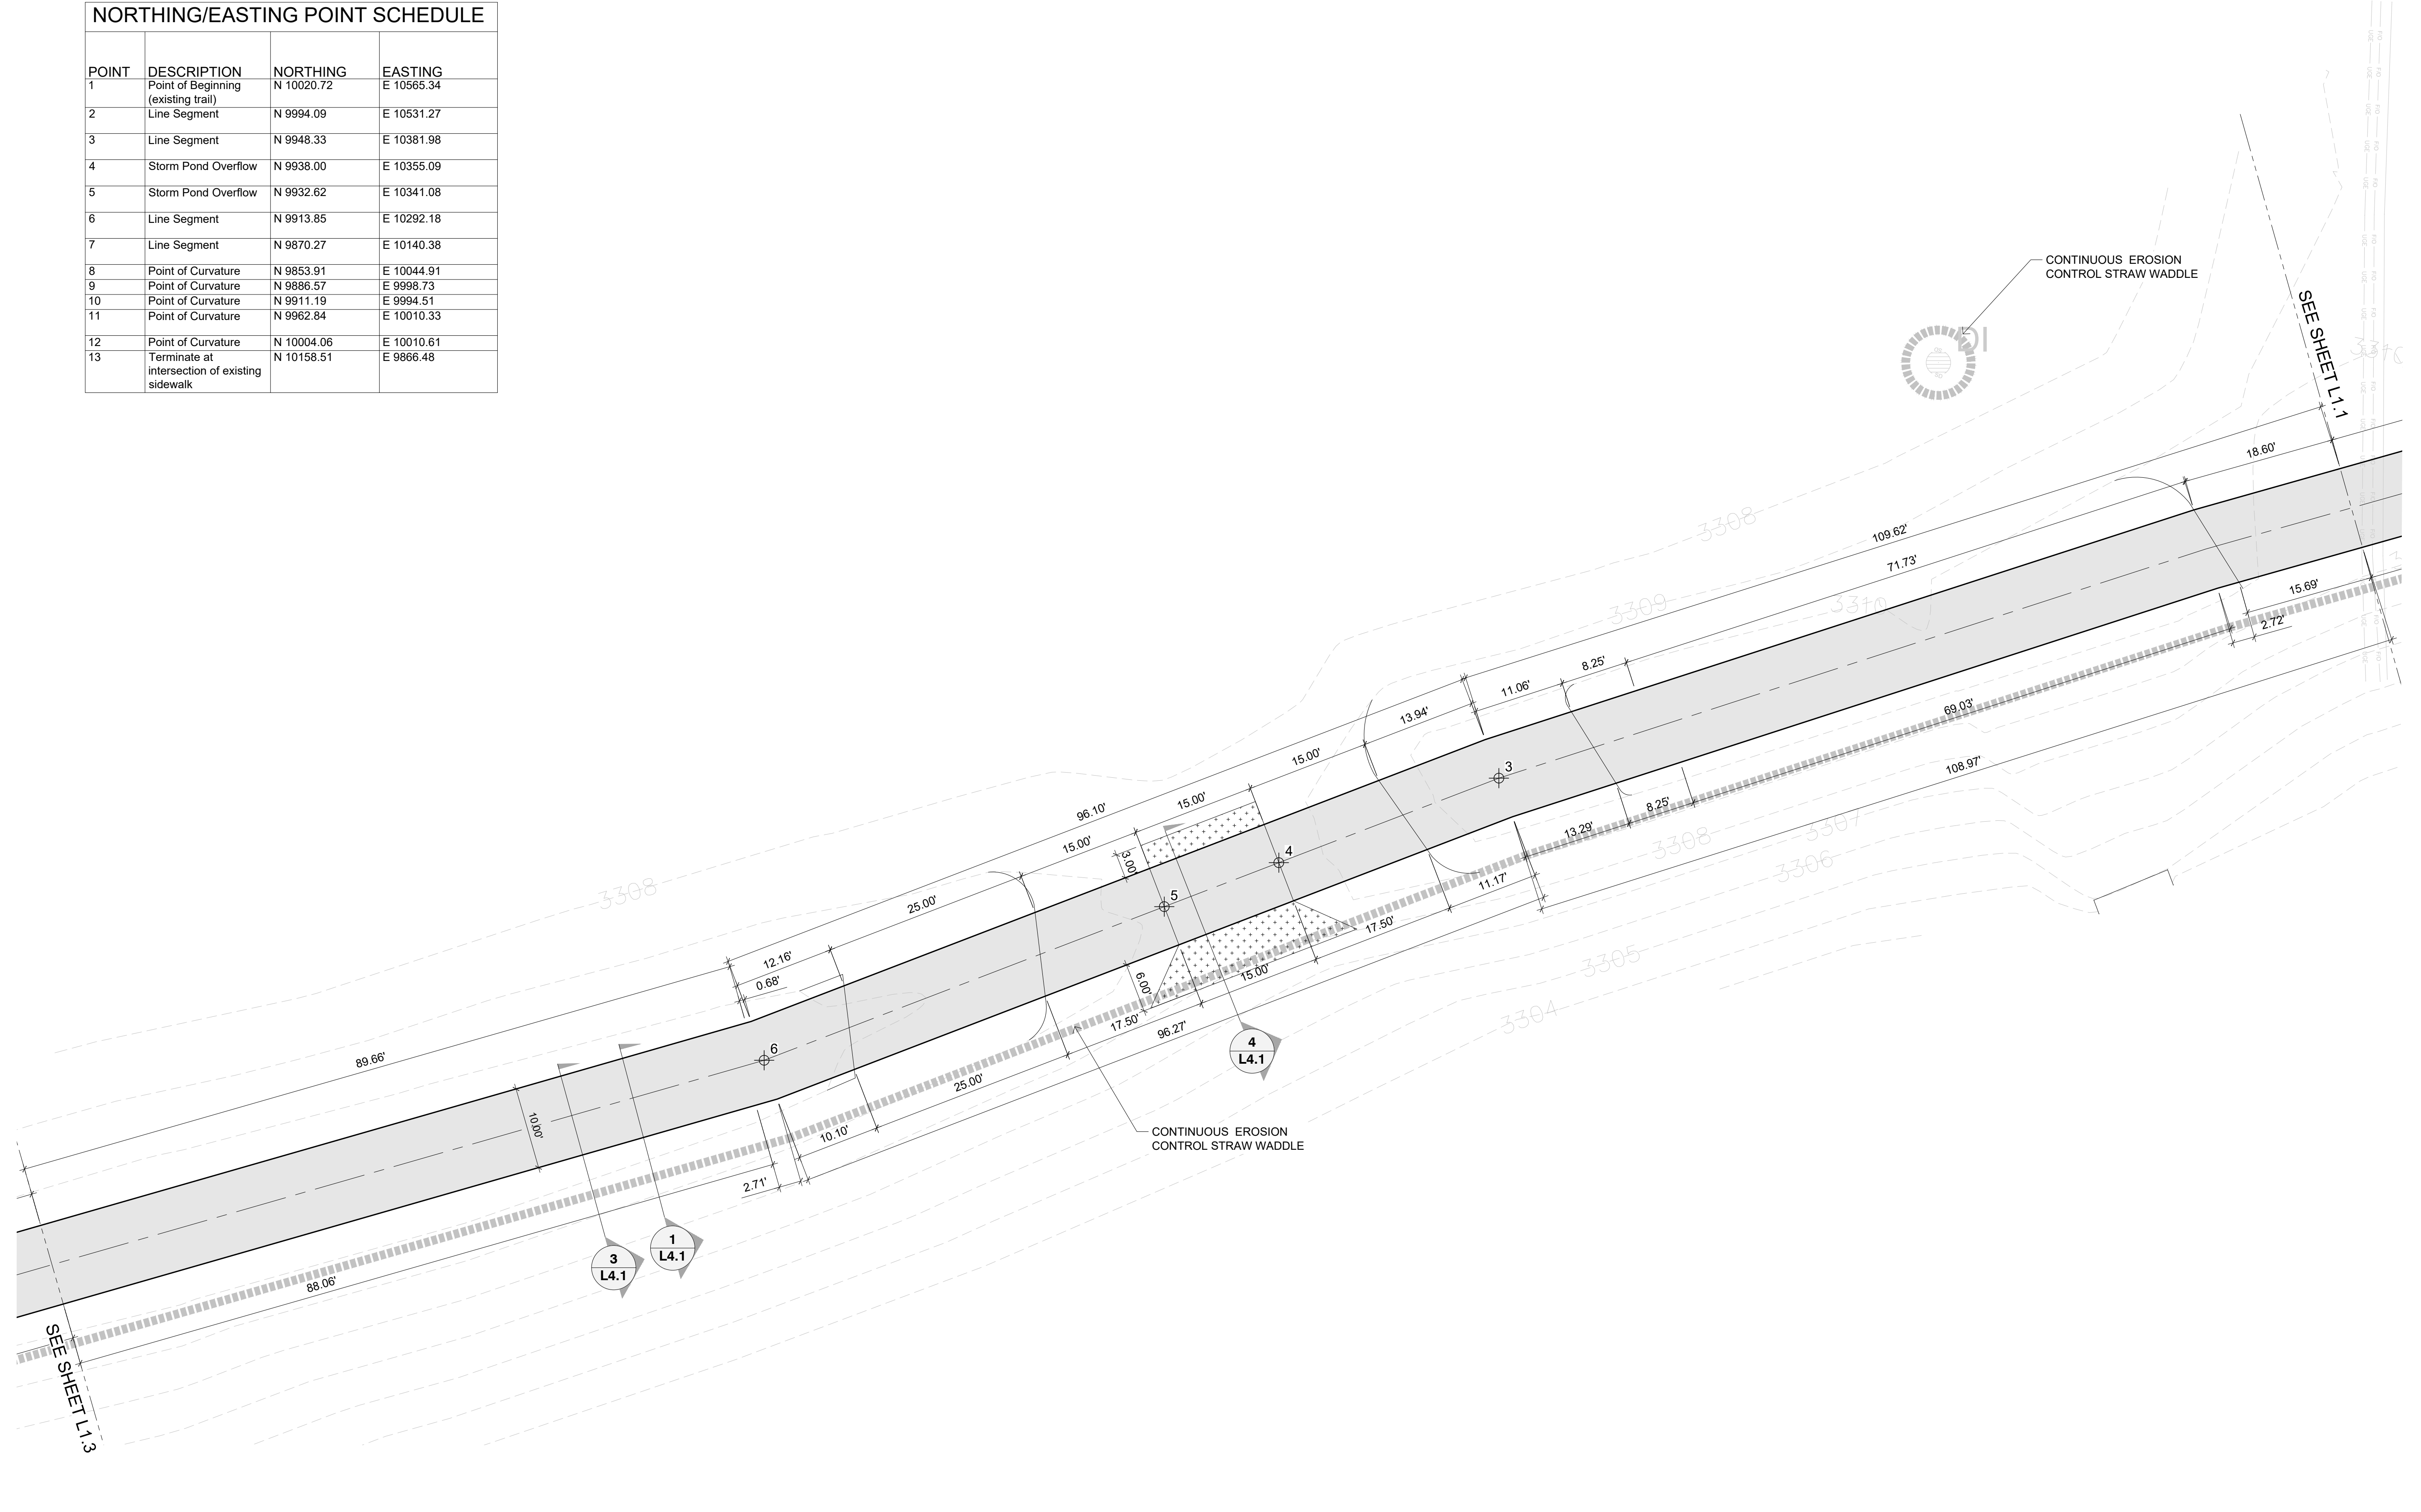 NORTHING/EASTING POINT SCHEDULE
POINT DESCRIPTION NORTHING EASTING
1 Point of Beginning N 10020.72 E 10565.34
(existing trail)
2 Line Segment N 9994.09 E 10531.27
3 Line Segment N 9948.33 E 10381.98
4 Storm Pond Overflow N 9938.00 E 10355.09
5 Storm Pond Overflow N 9932.62 E 10341.08
6 Line Segment N 9913.85 E 10292.18
7 Line Segment N 9870.27 E 10140.38
8 Point of Curvature N 9853.91 E 10044.91
9 Point of Curvature N 9886.57 E 9998.73
10 Point of Curvature N 9911.19 E 9994.51
11 Point of Curvature N 9962.84 E 10010.33
12 Point of Curvature N 10004.06 E 10010.61
13 Terminate at N 10158.51 E 9866.48
intersection of existing
sidewalk
CONTINUOUS EROSION
CONTROL STRAW WADDLE
DI
SEE SHEET L1.1
3310
18.60'
3308
109.62'
71.73'
15.69'
2.72'
3309
3310
8.25'
11.06'
13.94'
69.03'
15.00'
3
108.97'
15.00'
96.10'
8.25'
13.29'
3307
15.00'
3308
4
3.00'
3306
11.17'
3308
5
25.00'
17.50'
12.16'
0.68'
15.00'
6.00'
3305
3304
17.50'
96.27'
6
4
L4.1
89.66'
25.00'
10.00'
10.10'
CONTINUOUS EROSION
CONTROL STRAW WADDLE
2.71'
1
L4.1
3
L4.1
88.06'
SEE SHEET L1.3